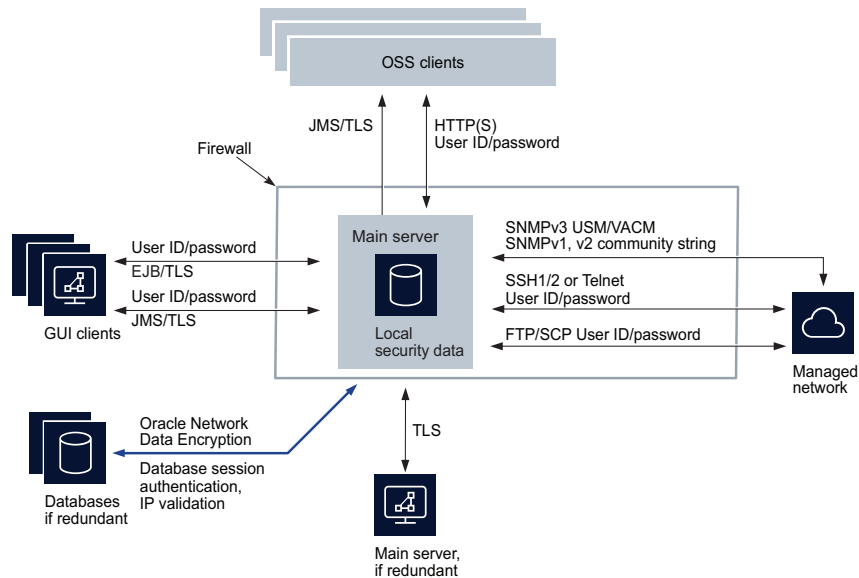 OSS clients
JMS/TLS
HTTP(S)
User ID/password
Firewall
Main server
Local
security data
SNMPv3 USM/VACM
SNMPv1, v2 community string
User ID/password
EJB/TLS
User ID/password
JMS/TLS
GUI clients
SSH1/2 or Telnet
User ID/password
FTP/SCP User ID/password
Managed
network
Oracle Network
Data Encryption
Database session
authentication,
IP validation
Databases
if redundant
TLS
Main server,
if redundant